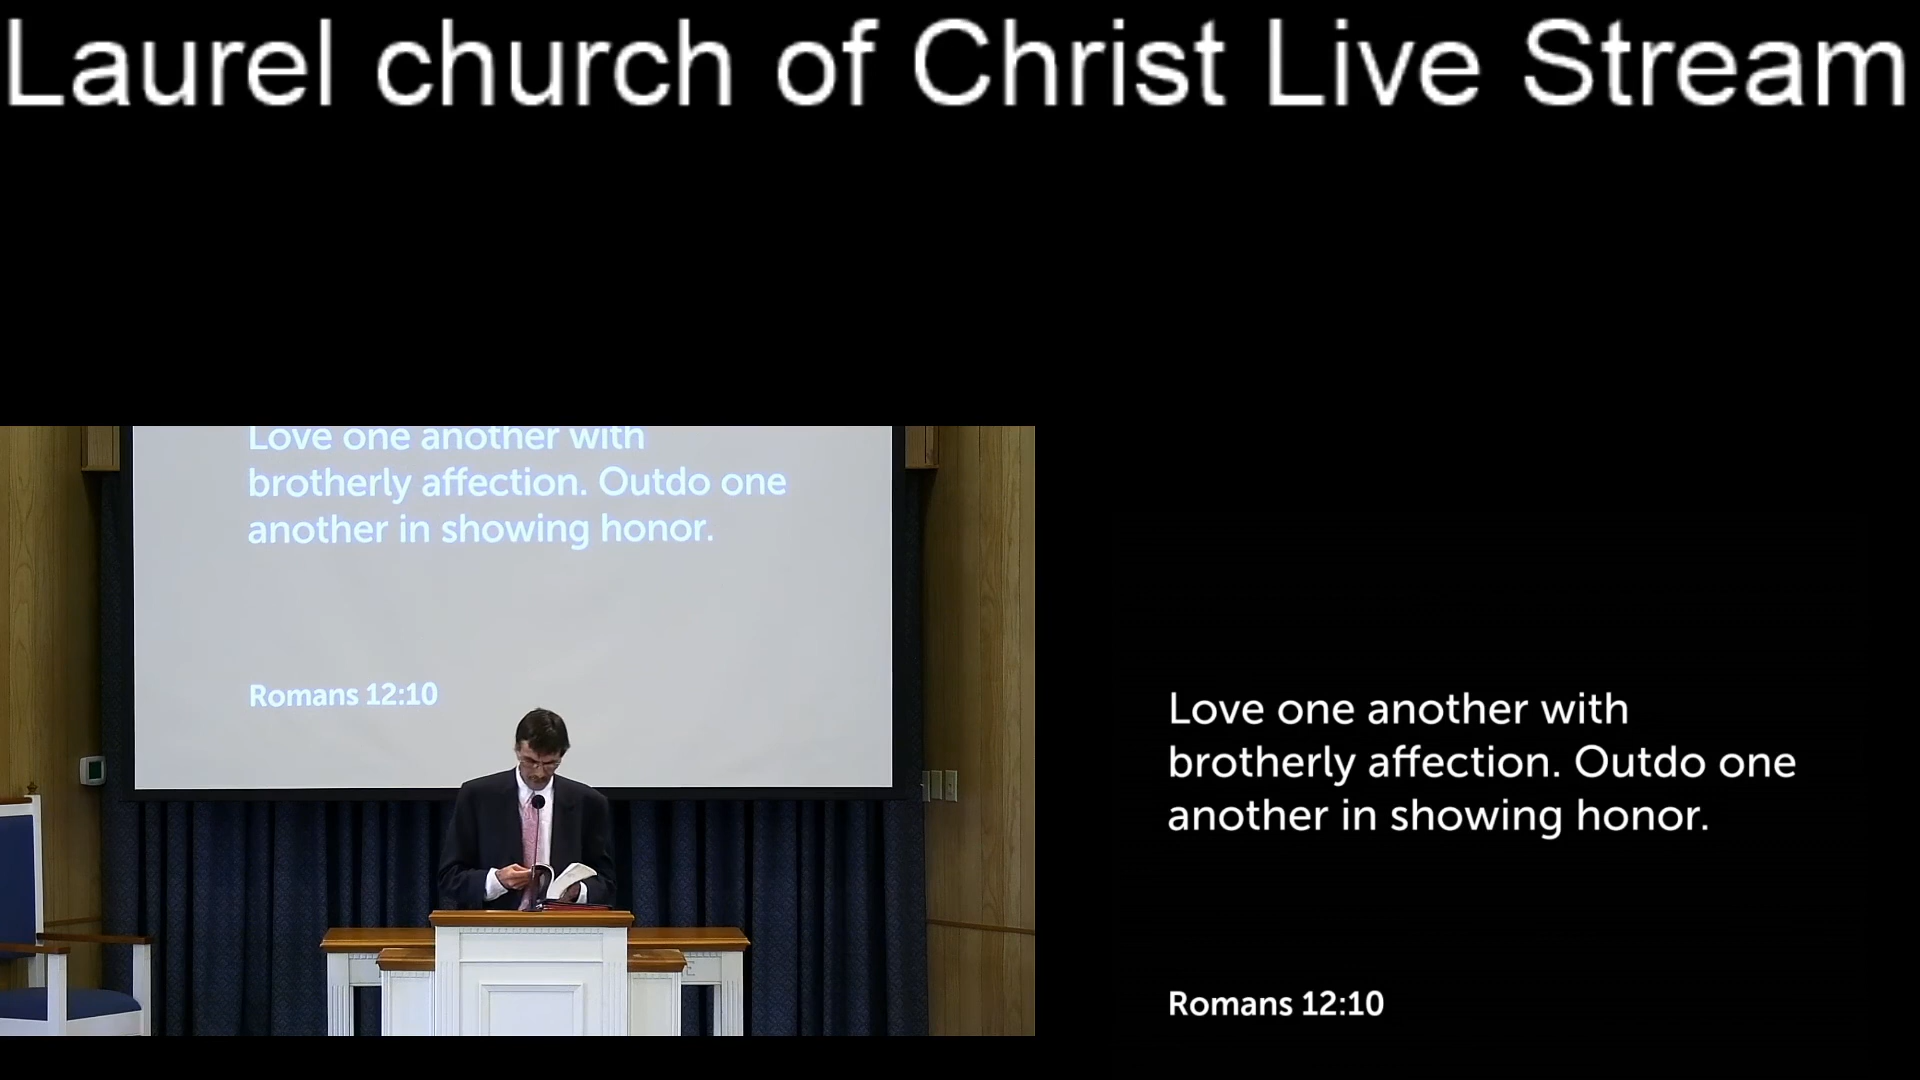 Laurel church of Christ Live Stream
Love one another with
brotherly affection. Outdo one
another in showing honor.
Romans 12:10
Love one another with
brotherly affection. Outdo one
another in showing honor.
Romans 12:10